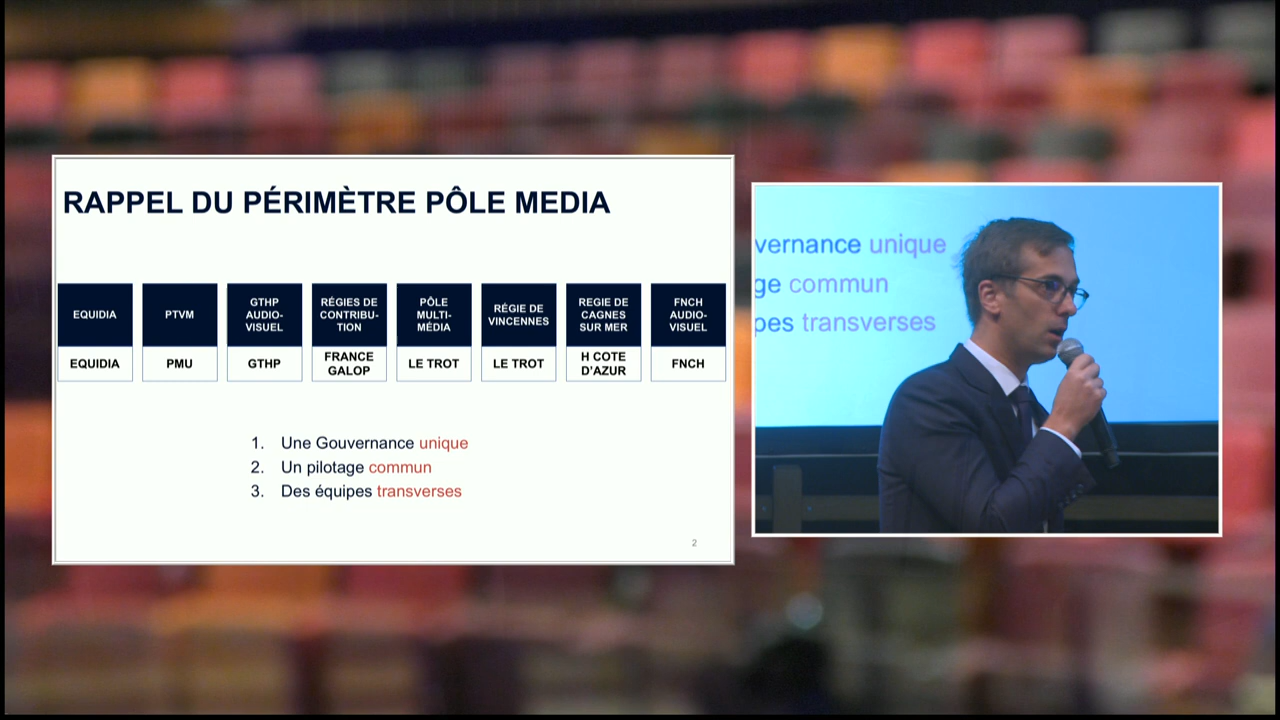 RAPPEL DU PÉRIMÈTRE PÔLE MEDIA
EQUIDIA
PTVM
GTHP
AUDIO-
VISUEL
RÉGIES DE
CONTRIBU-
TION
PÔLE
MULTI-
MÉDIA
RÉGIE DE
VINCENNES
REGIE DE
CAGNES
SUR MER
FNCH
AUDIO-
VISUEL
EQUIDIA
PMU
GTHP
FRANCE
GALOP
LE TROT
LE TROT
H COTE
D'AZUR
FNCH
1. Une Gouvernance unique
2. Un pilotage commun
3. Des équipes transverses
2
vernance unique
ge commun
pes transverses